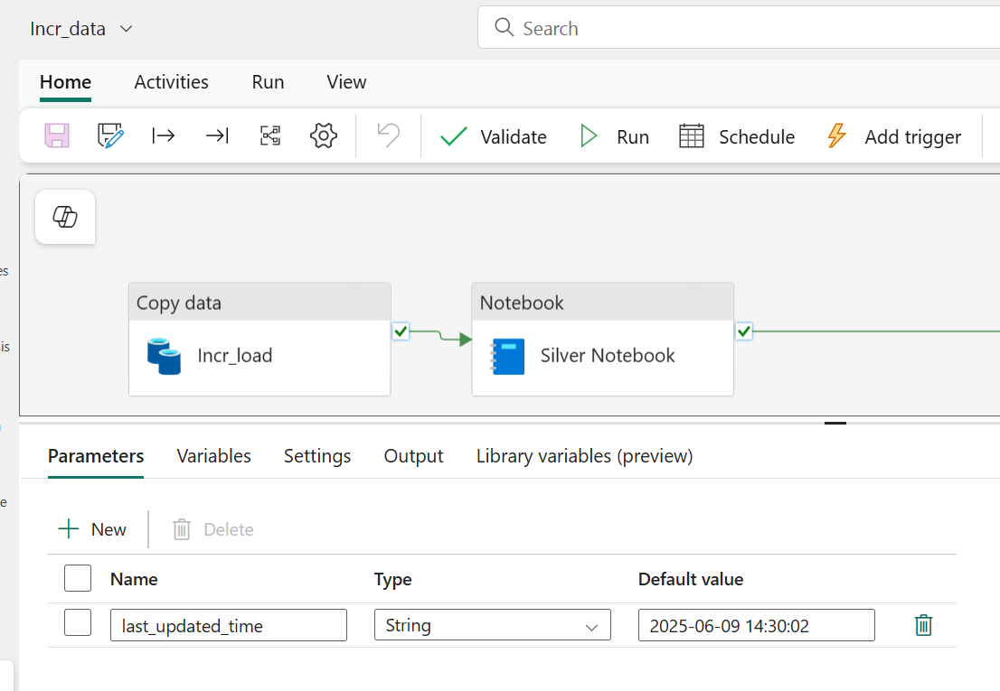 Incr_data
Search
Home Activities Run View
Validate Run Schedule Add trigger
es
sis
Copy data
Incr_load
Notebook
Silver Notebook
Parameters Variables Settings Output Library variables (preview)
New Delete
Name Type Default value
last_updated_time String 2025-06-09 14:30:02